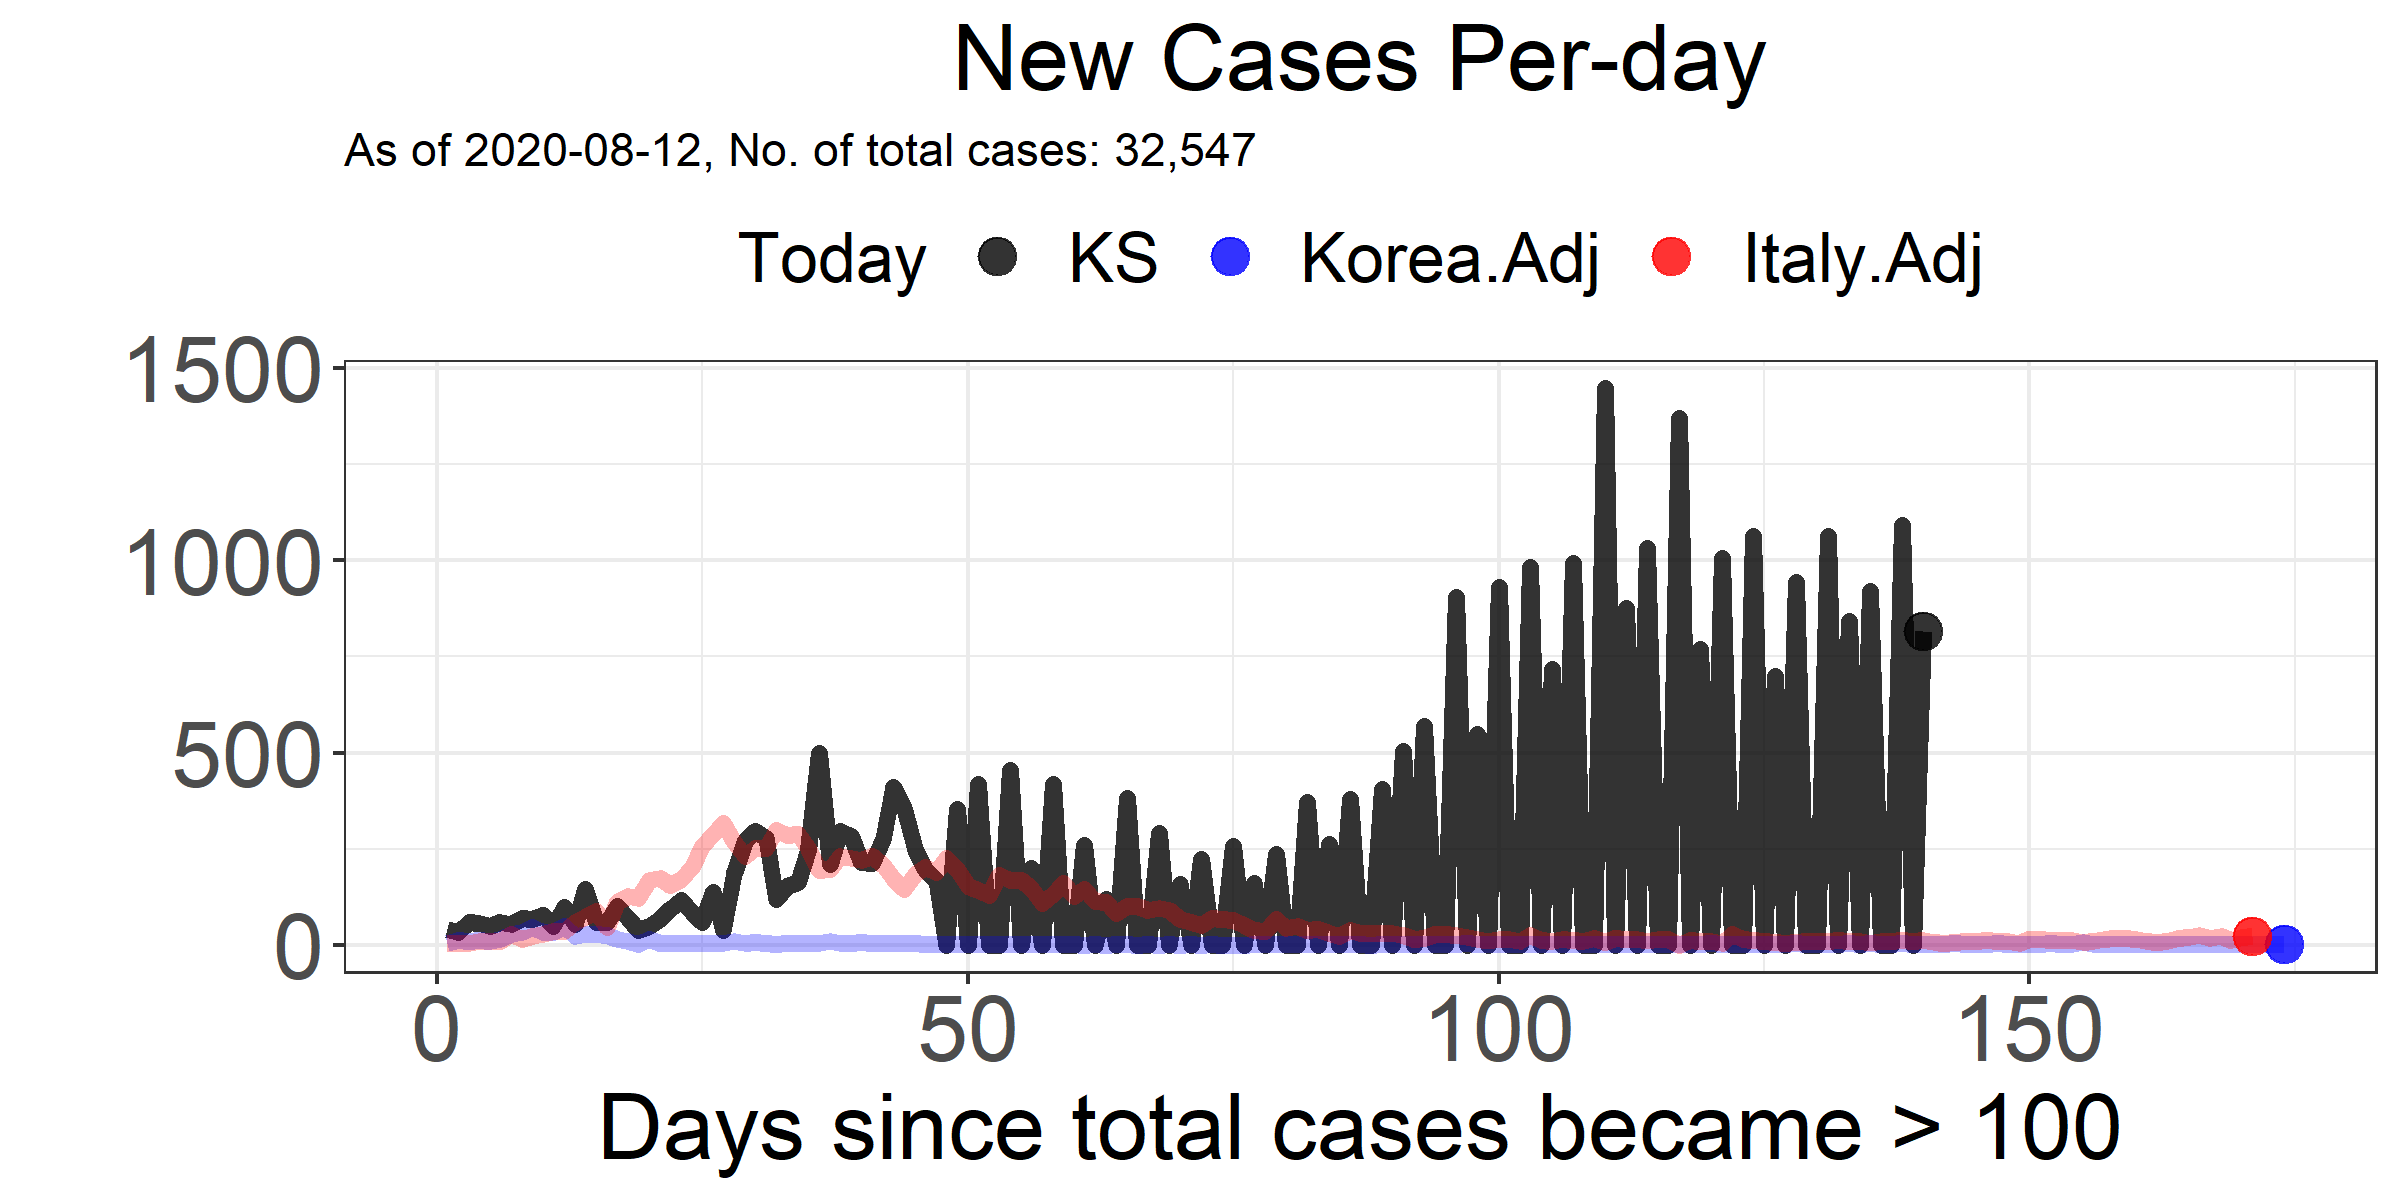 New Cases Per-day
As of 2020-08-12, No. of total cases: 32,547
Today KS Korea.Adj Italy.Adj
1500
1000
500
0
0 50 100 150
Days since total cases became > 100